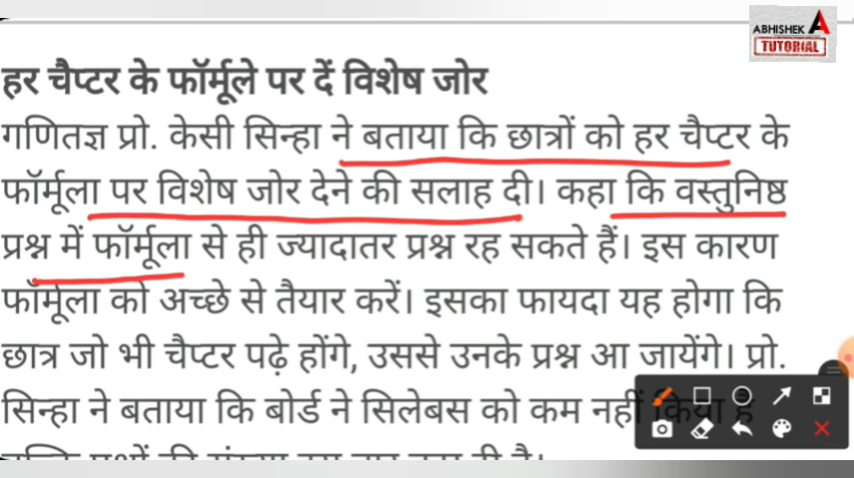 ABHISHEK A
TUTORIAL
हर चैप्टर के फॉर्मूले पर दें विशेष जोर
गणितज्ञ प्रो. केसी सिन्हा ने बताया कि छात्रों को हर चैप्टर के
फॉर्मूला पर विशेष जोर देने की सलाह दी। कहा कि वस्तुनिष्ठ
प्रश्न में फॉर्मूला से ही ज्यादातर प्रश्न रह सकते हैं। इस कारण
फॉर्मूला को अच्छे से तैयार करें। इसका फायदा यह होगा कि
छात्र जो भी चैप्टर पढ़े होंगे, उससे उनके प्रश्न आ जायेंगे। प्रो.
सिन्हा ने बताया कि बोर्ड ने सिलेबस को कम नहीं किया है